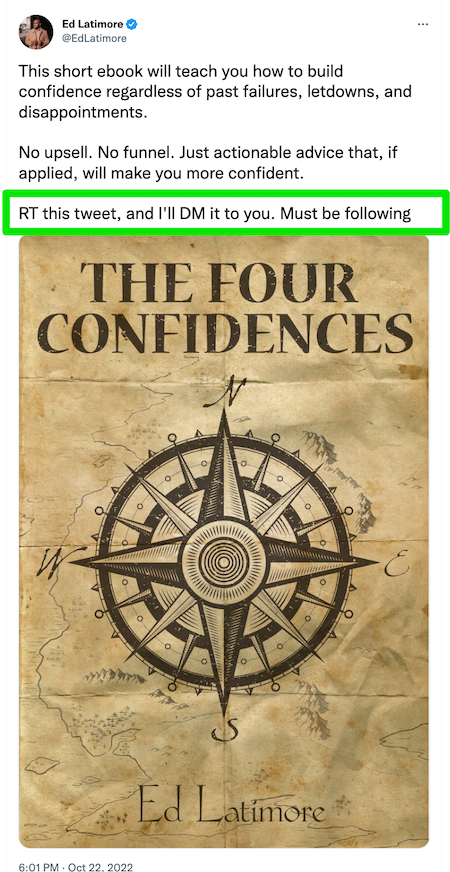 Ed Latimore
@EdLatimore
This short ebook will teach you how to build
confidence regardless of past failures, letdowns, and
disappointments.
No upsell. No funnel. Just actionable advice that, if
applied, will make you more confident.
RT this tweet, and I'll DM it to you. Must be following
THE FOUR
CONFIDENCES
N
W
E
S
Ed Latimore
6:01 PM · Oct 22, 2022